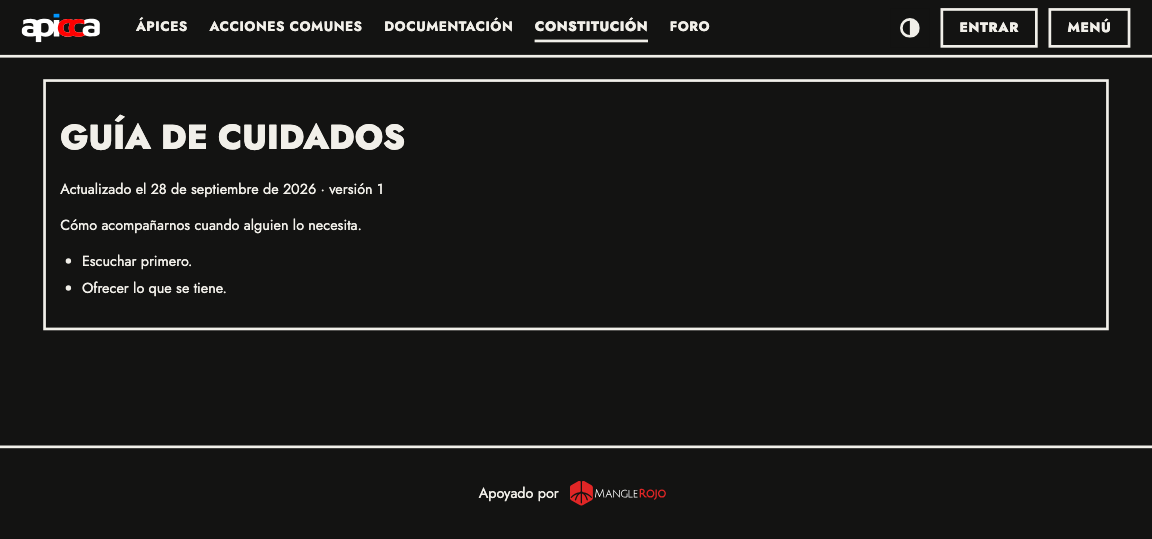 apicca
ÁPICES
ACCIONES COMUNES
DOCUMENTACIÓN
CONSTITUCIÓN
FORO
ENTRAR
MENÚ
GUÍA DE CUIDADOS
Actualizado el 28 de septiembre de 2026 · versión 1
Cómo acompañarnos cuando alguien lo necesita.
• Escuchar primero.
• Ofrecer lo que se tiene.
Apoyado por
MANGLEROJO